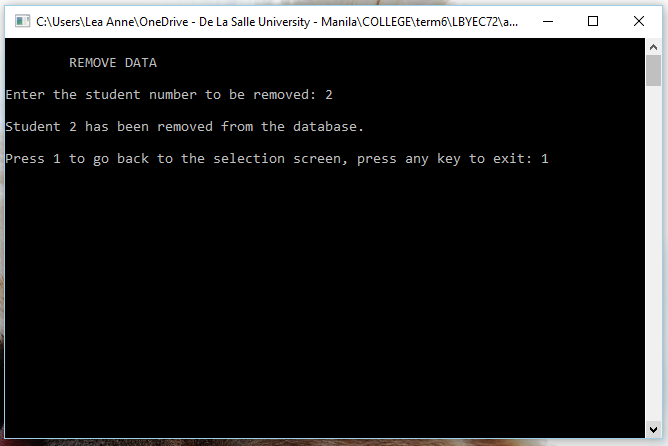 C:\Users\Lea Anne\OneDrive - De La Salle University - Manila\COLLEGE\term6\LBYEC72\a...
REMOVE DATA
Enter the student number to be removed: 2
Student 2 has been removed from the database.
Press 1 to go back to the selection screen, press any key to exit: 1